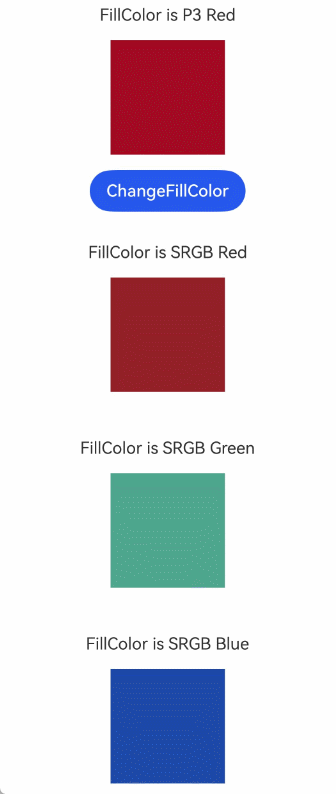 FillColor is P3 Red
ChangeFillColor
FillColor is SRGB Red
FillColor is SRGB Green
FillColor is SRGB Blue